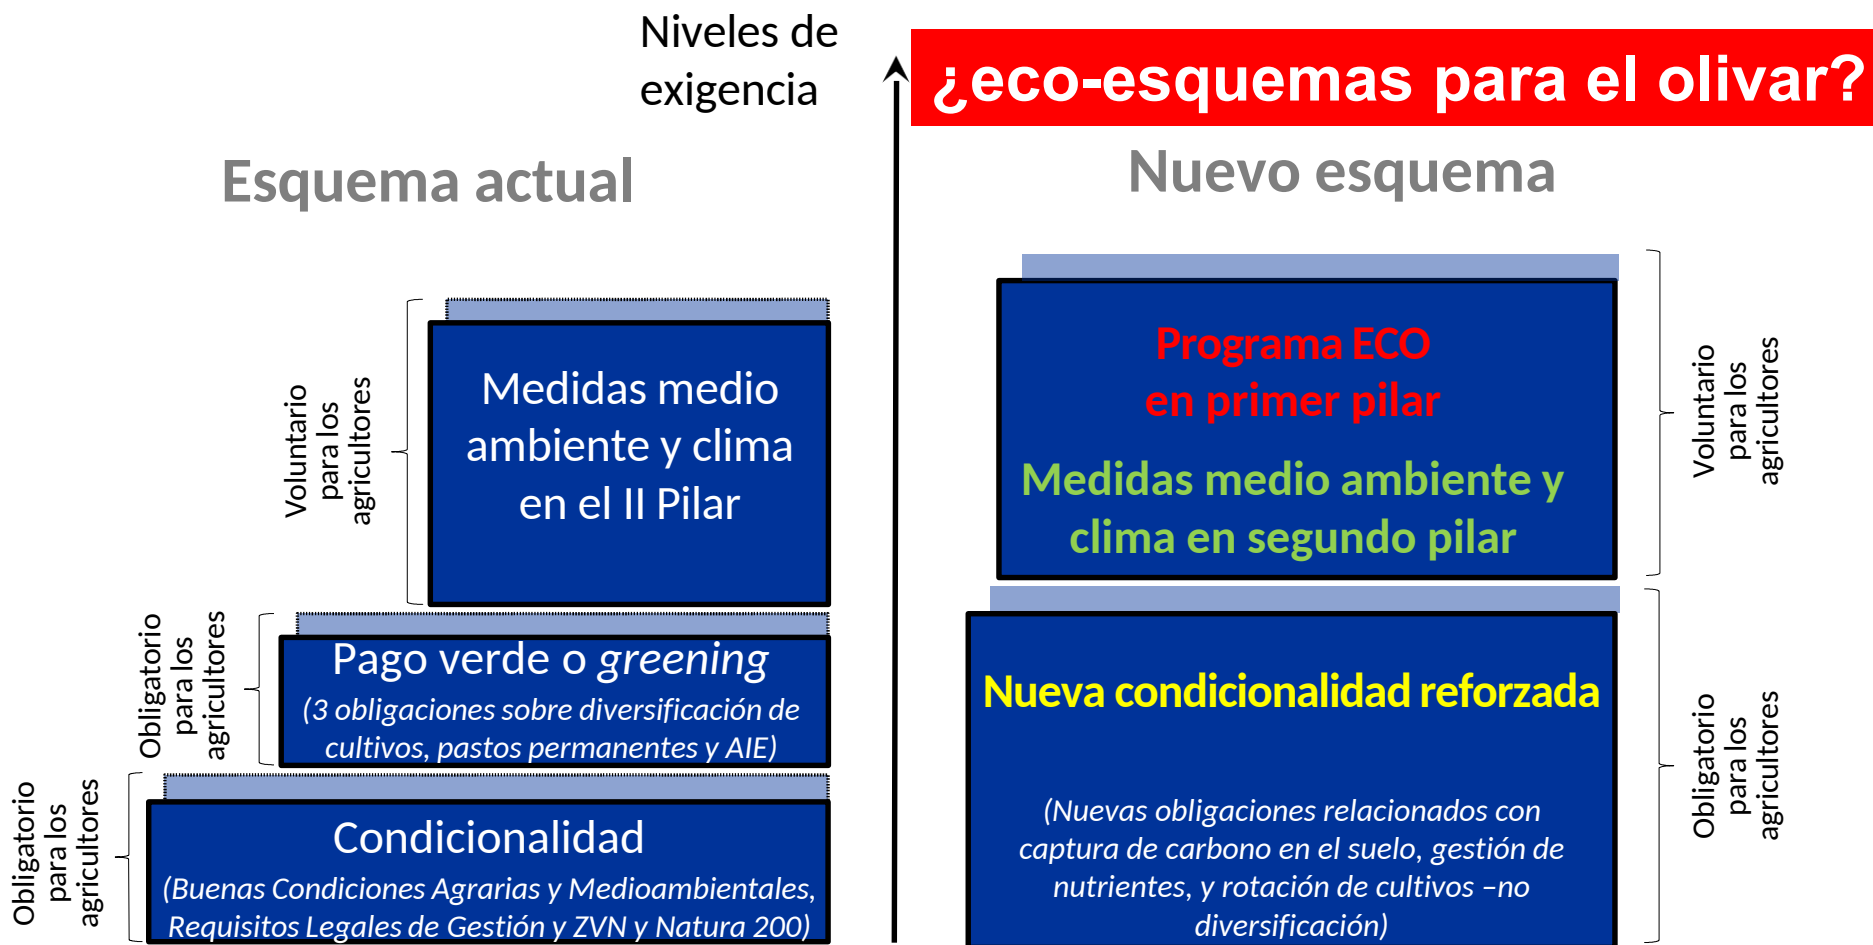 Niveles de
exigencia
¿eco-esquemas para el olivar?
Esquema actual
Nuevo esquema
Voluntario
para los
agricultores
Medidas medio
ambiente y clima
en el II Pilar
Obligatorio
para los
agricultores
Pago verde o greening
(3 obligaciones sobre diversificación de
cultivos, pastos permanentes y AIE)
Obligatorio
para los
agricultores
Condicionalidad
(Buenas Condiciones Agrarias y Medioambientales,
Requisitos Legales de Gestión y ZVN y Natura 200)
Programa ECO
en primer pilar
Medidas medio ambiente y
clima en segundo pilar
Voluntario
para los
agricultores
Nueva condicionalidad reforzada
(Nuevas obligaciones relacionados con
captura de carbono en el suelo, gestión de
nutrientes, y rotación de cultivos –no
diversificación)
Obligatorio
para los
agricultores